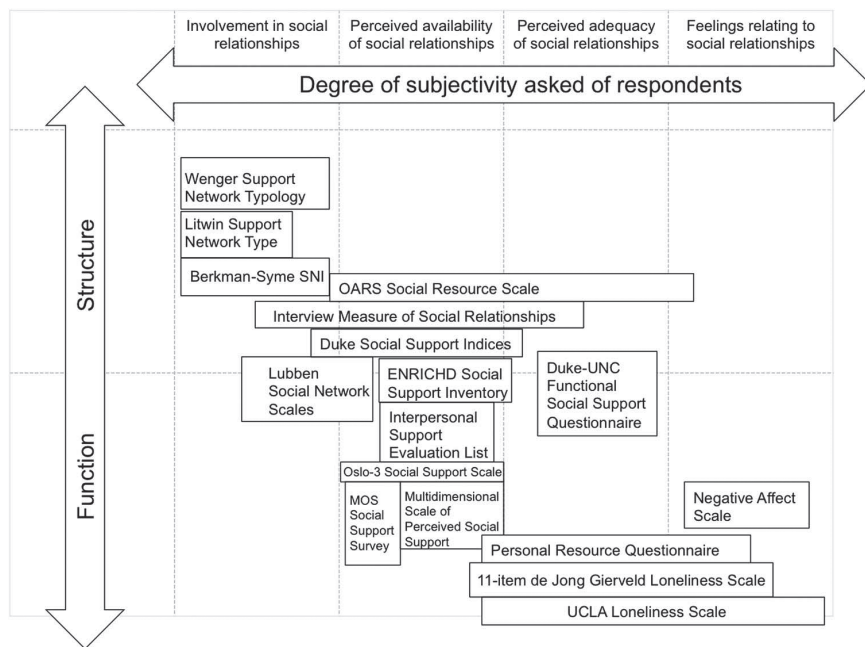 Involvement in social
relationships
Perceived availability
of social relationships
Perceived adequacy
of social relationships
Feelings relating to
social relationships
Degree of subjectivity asked of respondents
Structure
Function
Wenger Support
Network Typology
Litwin Support
Network Type
Berkman-Syme SNI
OARS Social Resource Scale
Interview Measure of Social Relationships
Duke Social Support Indices
Lubben
Social Network
Scales
ENRICHD Social
Support Inventory
Duke-UNC
Functional
Social Support
Questionnaire
Interpersonal
Support
Evaluation List
Oslo-3 Social Support Scale
MOS
Social
Support
Survey
Multidimensional
Scale of
Perceived Social
Support
Negative Affect
Scale
Personal Resource Questionnaire
11-item de Jong Gierveld Loneliness Scale
UCLA Loneliness Scale